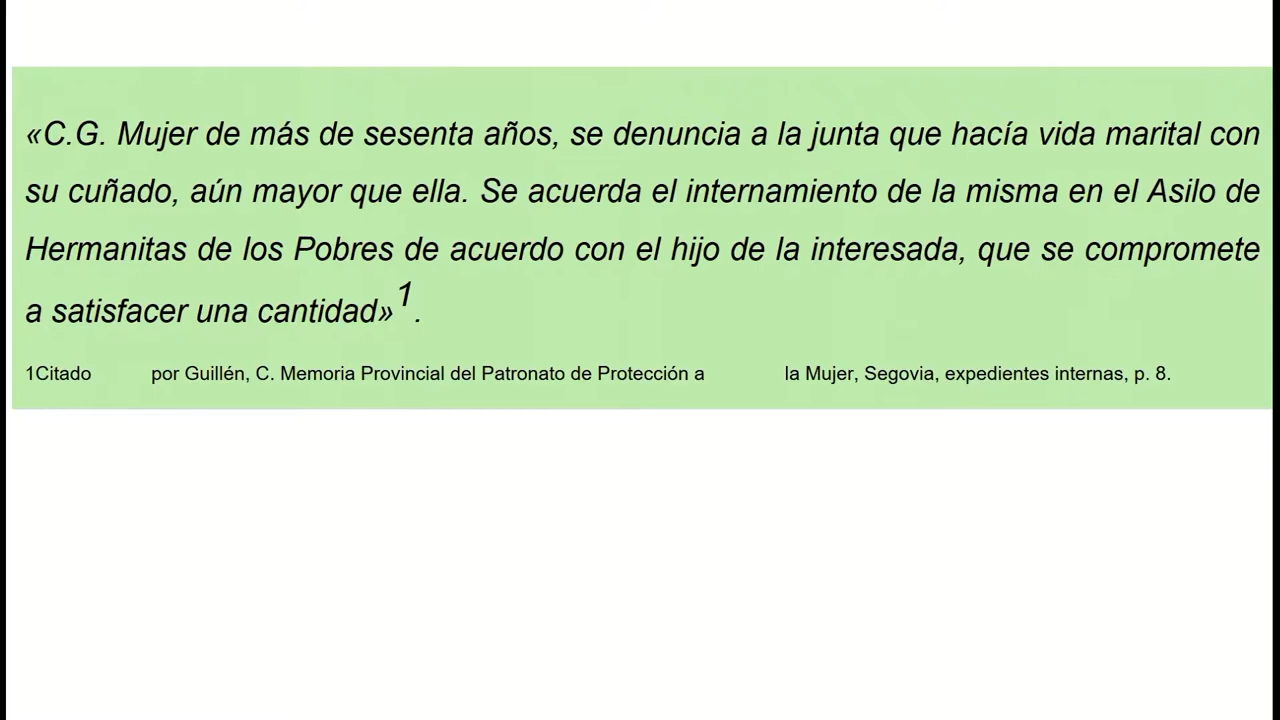 «C.G. Mujer de más de sesenta años, se denuncia a la junta que hacía vida marital con
su cuñado, aún mayor que ella. Se acuerda el internamiento de la misma en el Asilo de
Hermanitas de los Pobres de acuerdo con el hijo de la interesada, que se compromete
a satisfacer una cantidad»1.
1Citado por Guillén, C. Memoria Provincial del Patronato de Protección a la Mujer, Segovia, expedientes internas, p. 8.